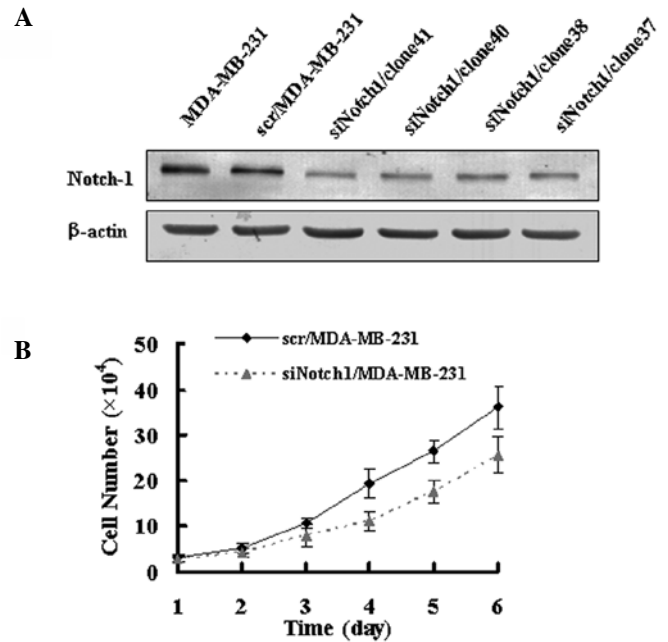 A
MDA-MB-231
scr/MDA-MB-231
siNotch1/clone41
siNotch1/clone40
siNotch1/clone38
siNotch1/clone37
Notch-1
β-actin
B
50
40
30
20
10
0
Cell Number (×10⁴)
scr/MDA-MB-231
siNotch1/MDA-MB-231
1 2 3 4 5 6
Time (day)